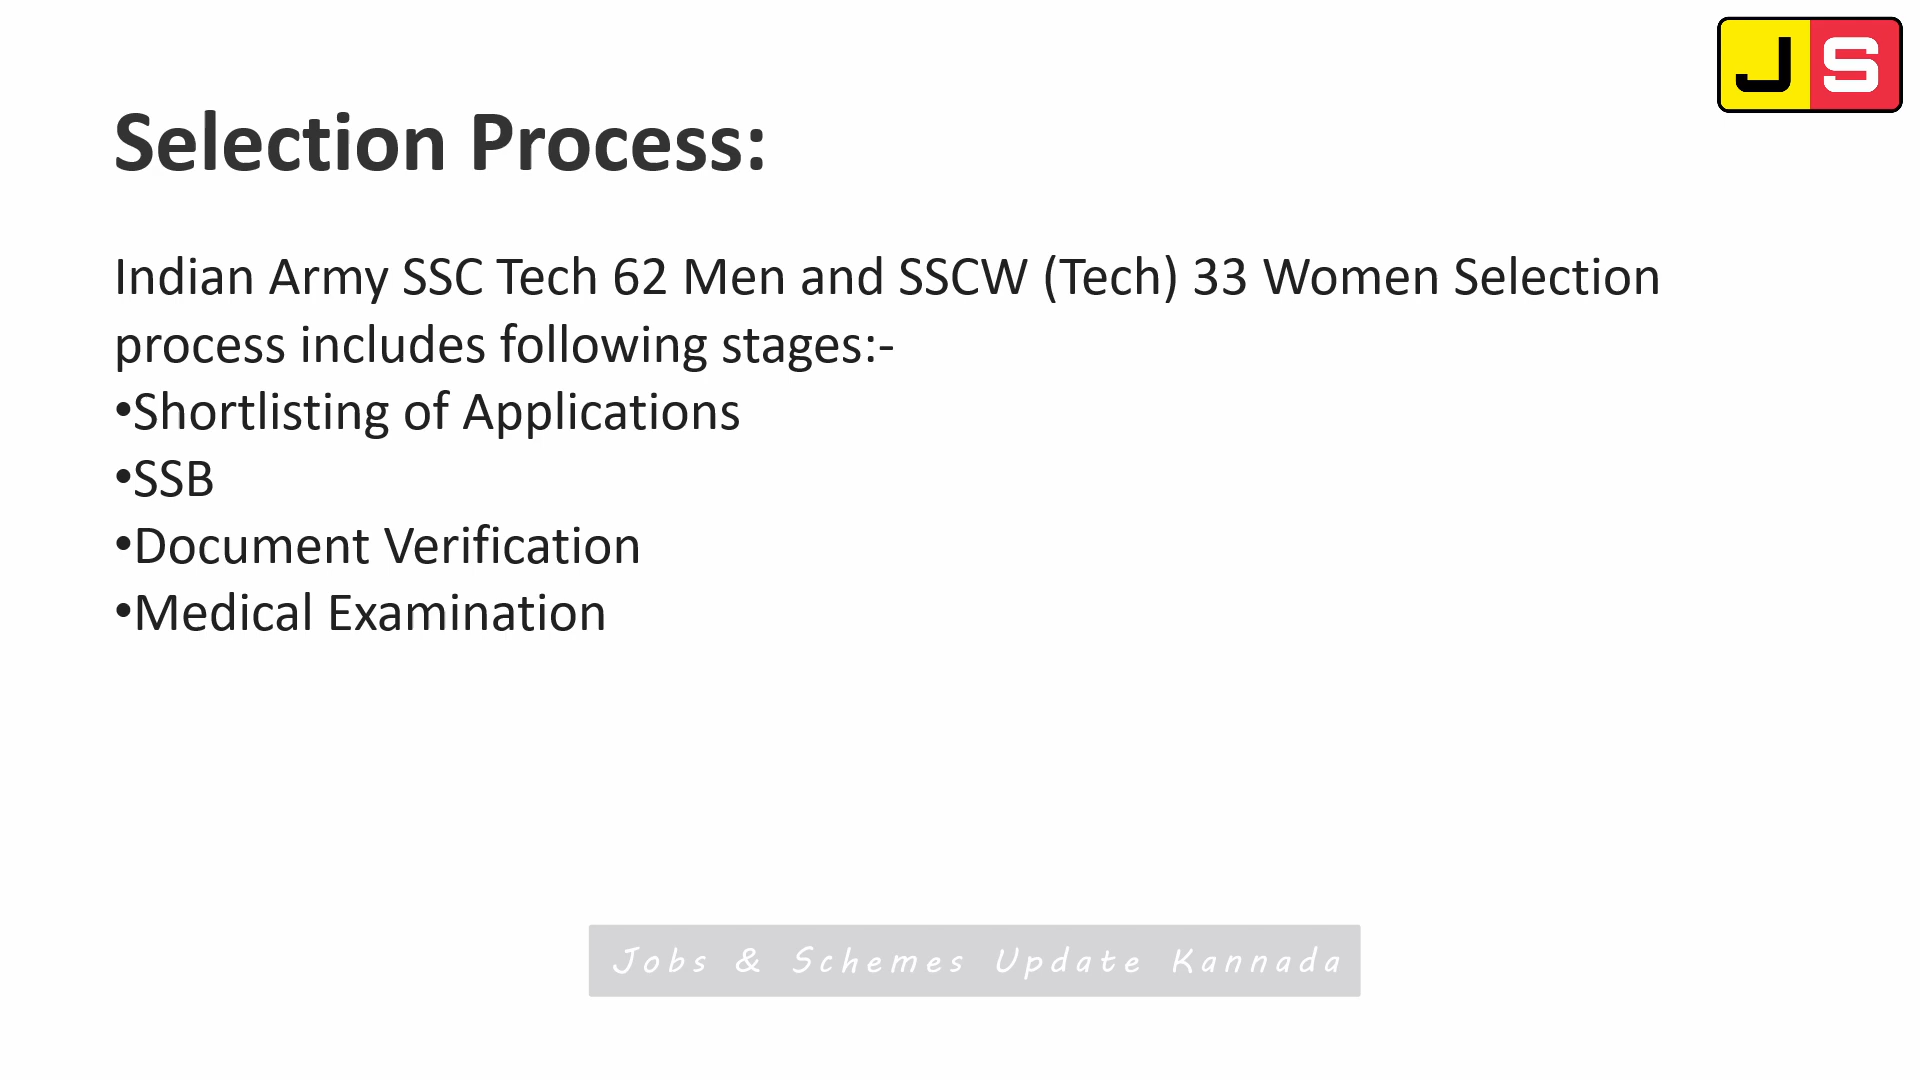 JS
Selection Process:
Indian Army SSC Tech 62 Men and SSCW (Tech) 33 Women Selection
process includes following stages:-
•Shortlisting of Applications
•SSB
•Document Verification
•Medical Examination
Jobs & Schemes Update Kannada